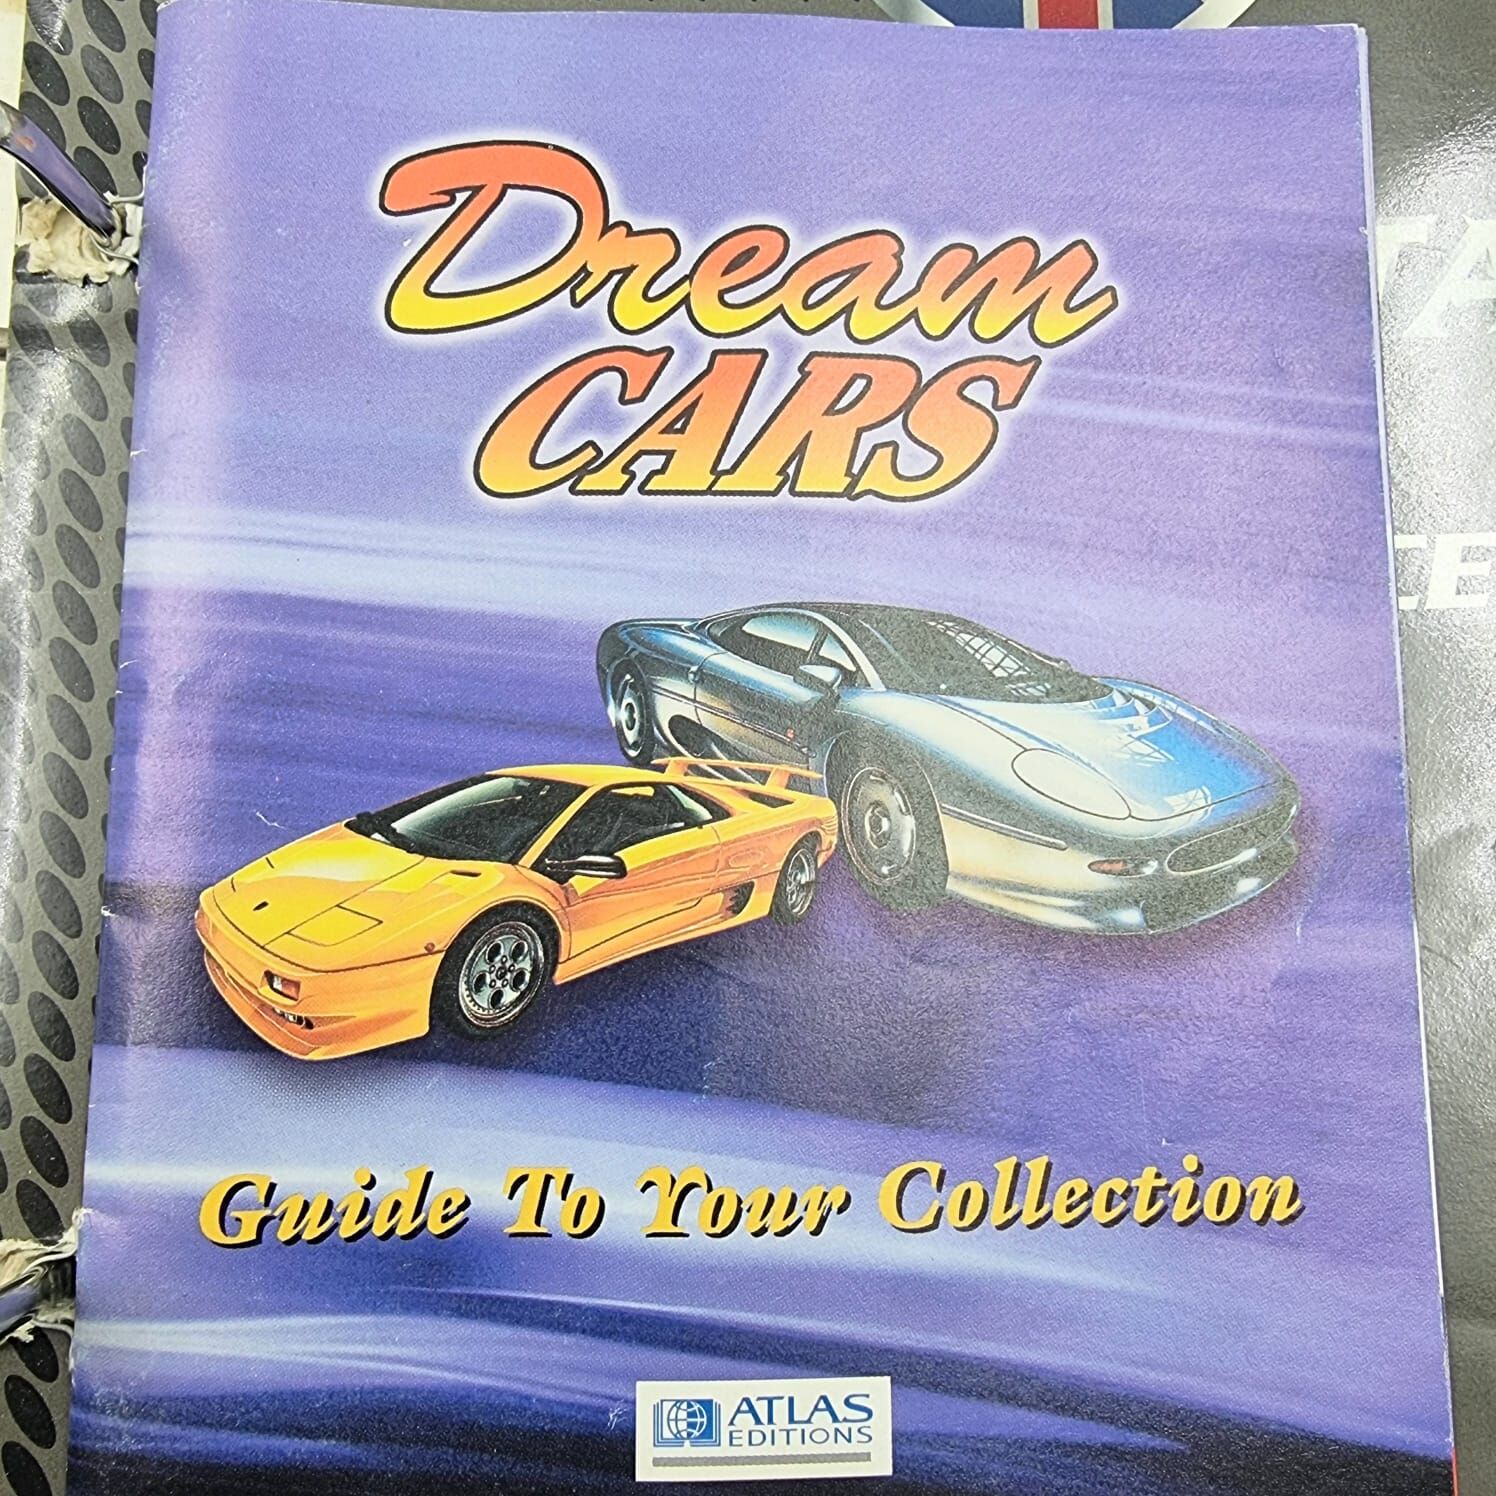 Dream
CARS
Guide To Your Collection
ATLAS
EDITIONS